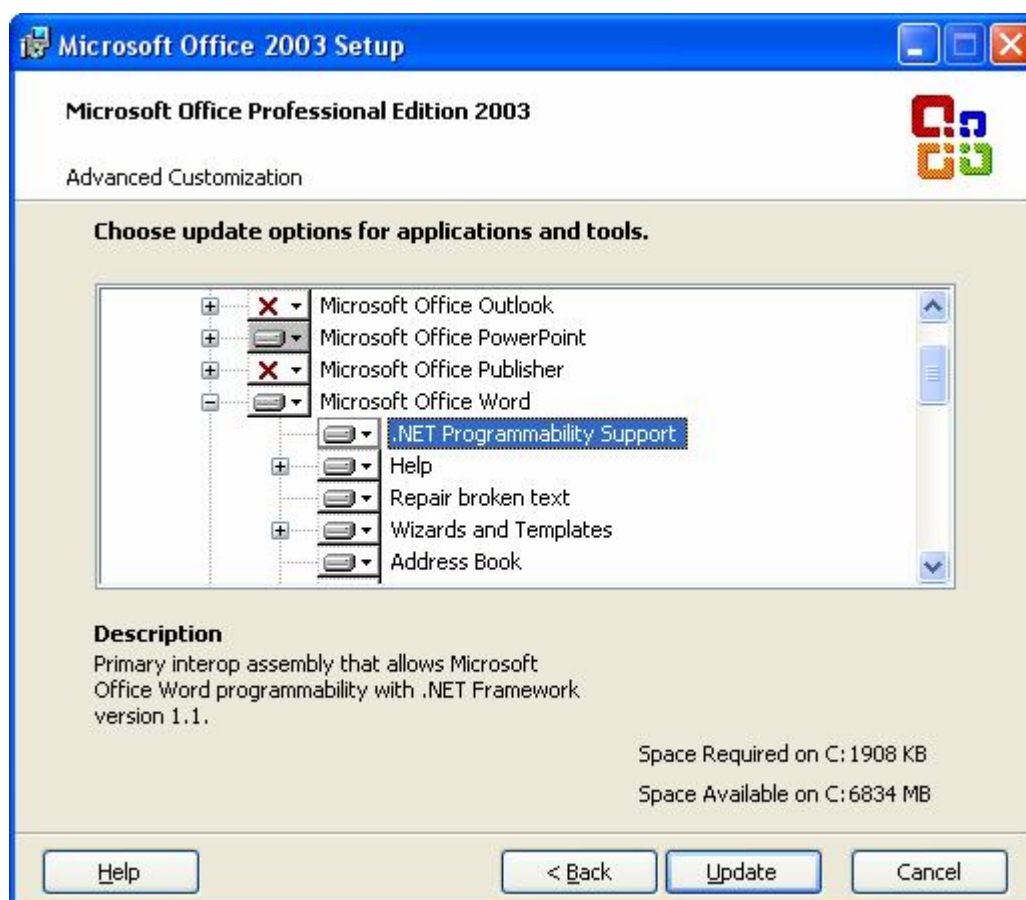 Microsoft Office 2003 Setup
Microsoft Office Professional Edition 2003
Advanced Customization
Choose update options for applications and tools.
Microsoft Office Outlook
Microsoft Office PowerPoint
Microsoft Office Publisher
Microsoft Office Word
.NET Programmability Support
Help
Repair broken text
Wizards and Templates
Address Book
Description
Primary interop assembly that allows Microsoft
Office Word programmability with .NET Framework
version 1.1.
Space Required on C: 1908 KB
Space Available on C: 6834 MB
Help
< Back
Update
Cancel